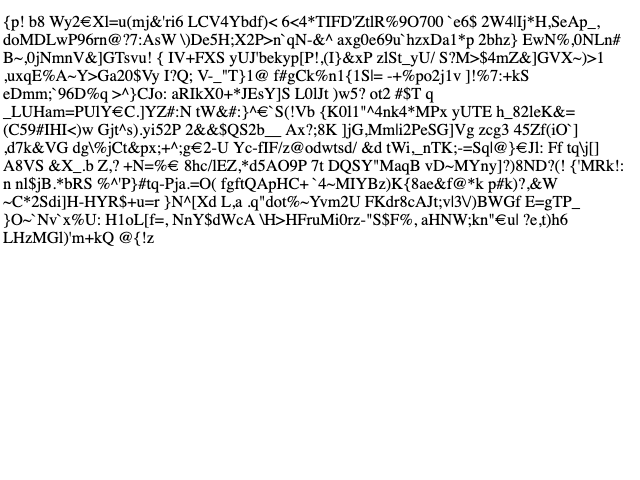 {p! b8 Wy2€Xl=u(mj&'ri6 LCV4Ybdf)< 6<4*TIFD'ZtlR%9O700 `e6$ 2W4lIj*H,SeAp_,
doMDLwP96rn@?7:AsW \)De5H;X2P>n`qN-&^ axg0e69u`hzxDa1*p 2bhz} EwN%,0NLn#
B~,0jNmnV&]GTsvu! { IV+FXS yUJ'bekyp[P!,(I}&xP zlSt_yU/ S?M>$4mZ&]GVX~)>1
,uxqE%A~Y>Ga20$Vy I?Q; V-_"T}1@ f#gCk%n1{1Sl= -+%po2j1v ]!%7:+kS
eDmm;`96D%q >^}CJo: aRIkX0+*JEsY]S L0lJt )w5? ot2 #$T q
_LUHam=PUlY€C.]YZ#:N tW&#:}^€`S(!Vb {K0l1"^4nk4*MPx yUTE h_82leK&=
(C59#IHI<)w Gjt^s).yi52P 2&&$QS2b__ Ax?;8K ]jG,Mm|i2PeSG]Vg zcg3 45Zf(iO`]
,d7k&VG dg\%jCt&px;+^;g€2-U Yc-fIF/z@odwtsd/ &d tWi,_nTK;-=Sql@}€Jl: Ff tq\j[]
A8VS &X_.b Z,? +N=%€ 8hc/lEZ,*d5AO9P 7t DQSY"MaqB vD~MYny]?)8ND?(! {'MRk!:
n nl$jB.*bRS %^'P}#tq-Pja.=O( fgftQApHC+ `4~MIYBz)K{8ae&f@*k p#k)?,&W
~C*2Sdi]H-HYR$+u=r }N^[Xd L,a .q"dot%~Yvm2U FKdr8cAJt;v|3\/)BWGf E=gTP_
}O~`Nv`x%U: H1oL[f=, NnY$dWcA \H>HFruMi0rz-"S$F%, aHNW;kn"€u| ?e,t)h6
LHzMGl)'m+kQ @{!z